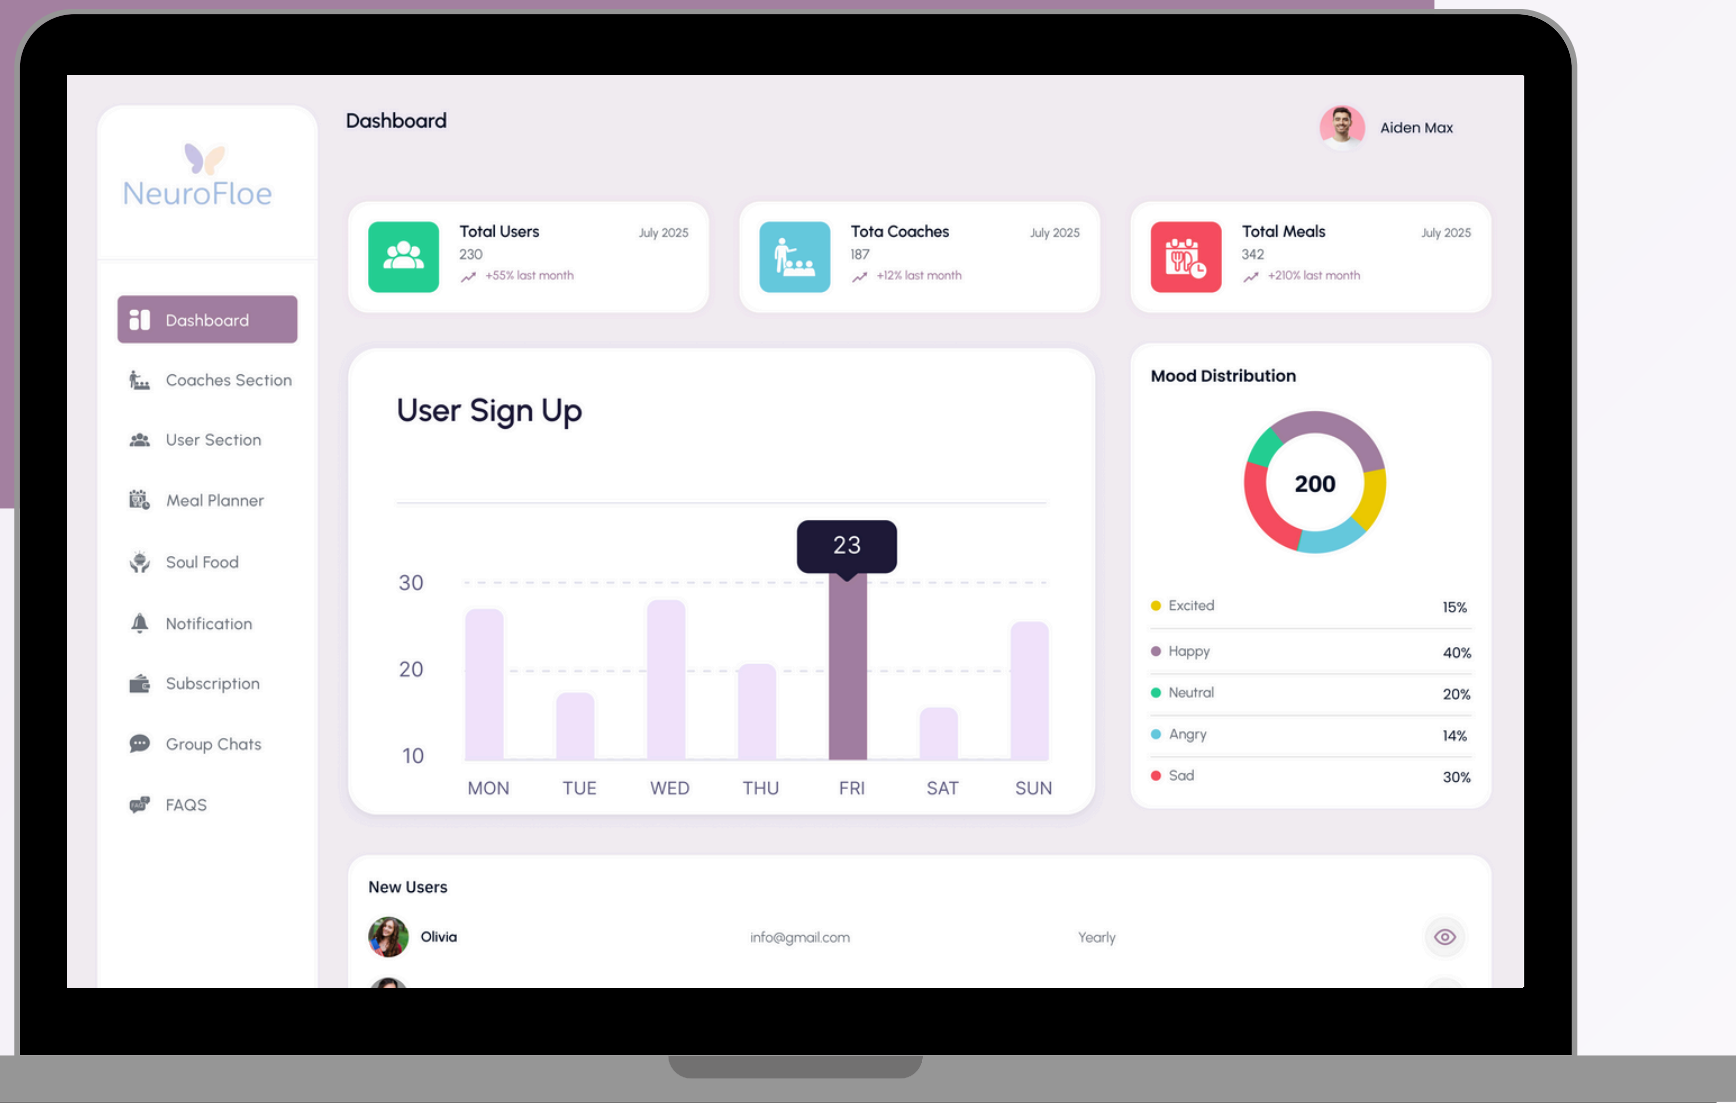 Dashboard
Aiden Max
NeuroFloe
Total Users
July 2025
230
+55% last month
Tota Coaches
July 2025
187
+12% last month
Total Meals
July 2025
342
+210% last month
Dashboard
Coaches Section
User Section
Meal Planner
Soul Food
Notification
Subscription
Group Chats
FAQS
User Sign Up
23
30
20
10
MON TUE WED THU FRI SAT SUN
Mood Distribution
200
Excited 15%
Happy 40%
Neutral 20%
Angry 14%
Sad 30%
New Users
Olivia info@gmail.com Yearly